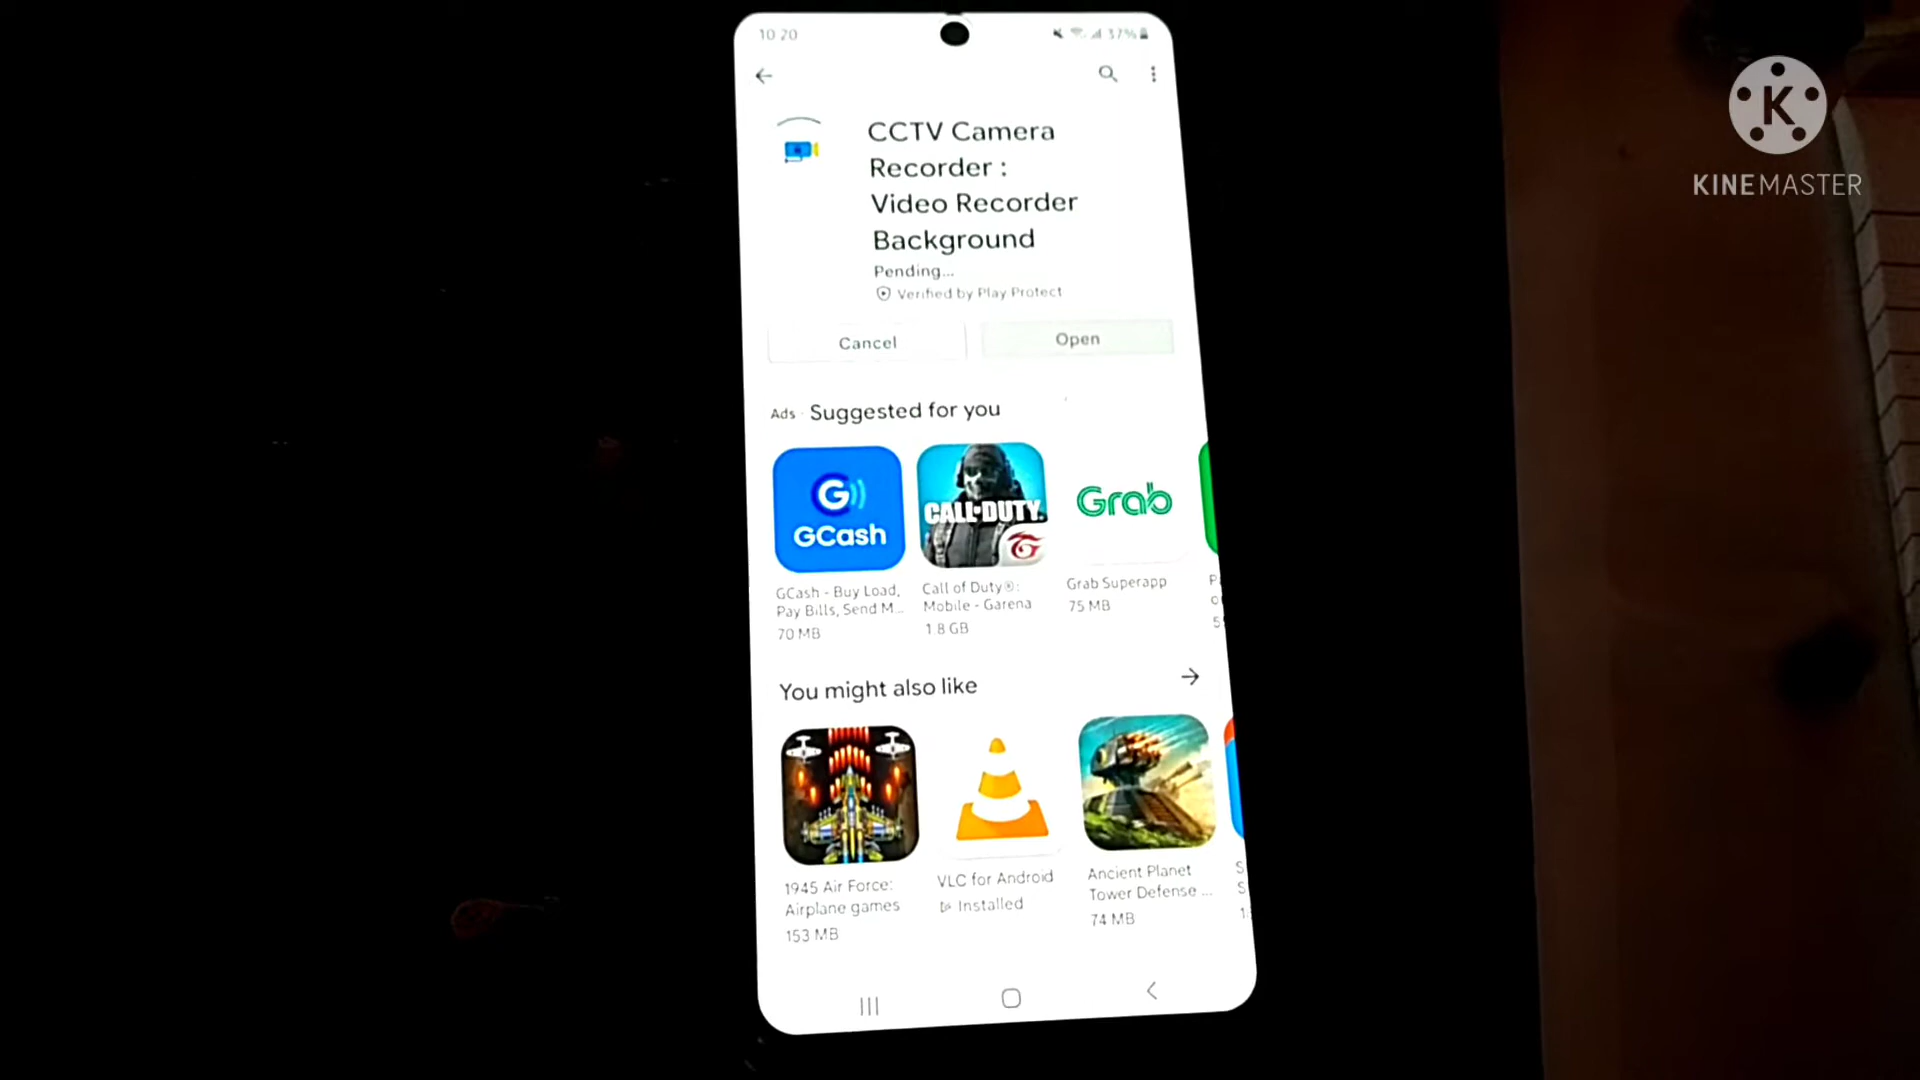 10:20
37%
CCTV Camera
Recorder :
Video Recorder
Background
Pending...
Verified by Play Protect
Cancel
Open
Ads · Suggested for you
GCash
CALL OF DUTY
Grab
GCash - Buy Load,
Pay Bills, Send M...
70 MB
Call of Duty®:
Mobile - Garena
1.8 GB
Grab Superapp
75 MB
You might also like
1945 Air Force:
Airplane games
153 MB
VLC for Android
Installed
Ancient Planet
Tower Defense ...
74 MB
K
KINEMASTER